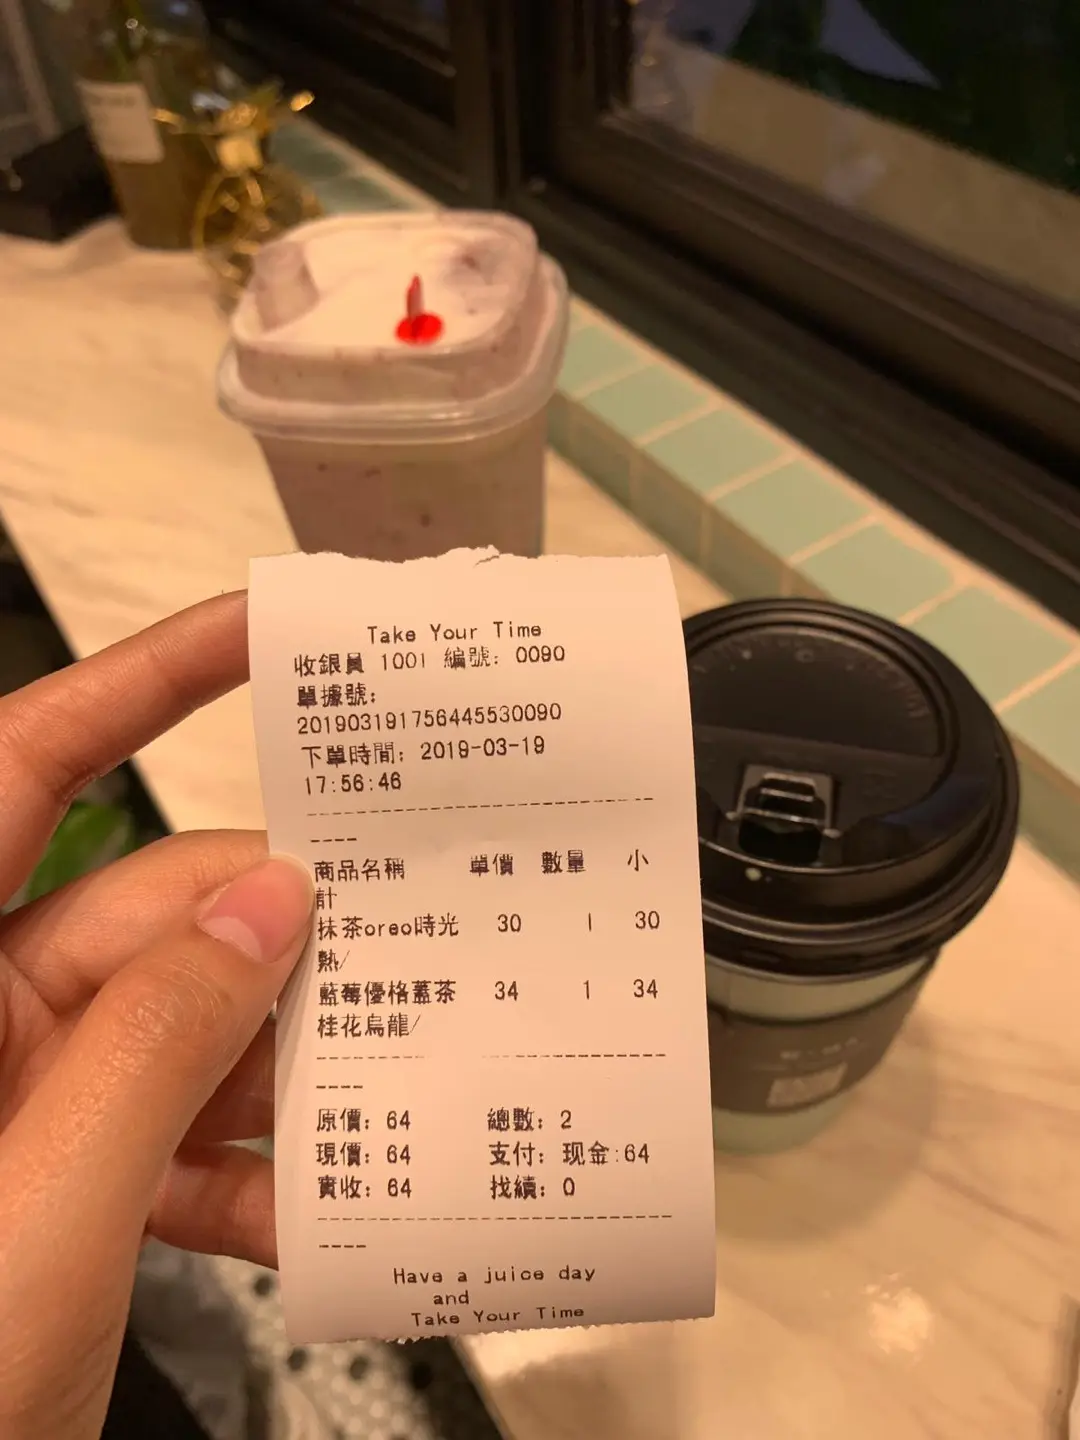 Take Your Time
收銀員 1001 編號: 0090
單據號:
201903191756445530090
下單時間: 2019-03-19
17:56:46
----------------------------
----
商品名稱 單價 數量 小
計
抹茶oreo時光 30 1 30
熱/
藍莓優格蓋茶 34 1 34
桂花烏龍/
----------------------------
----
原價: 64 總數: 2
現價: 64 支付: 现金:64
實收: 64 找續: 0
----------------------------
----
Have a juice day
and
Take Your Time